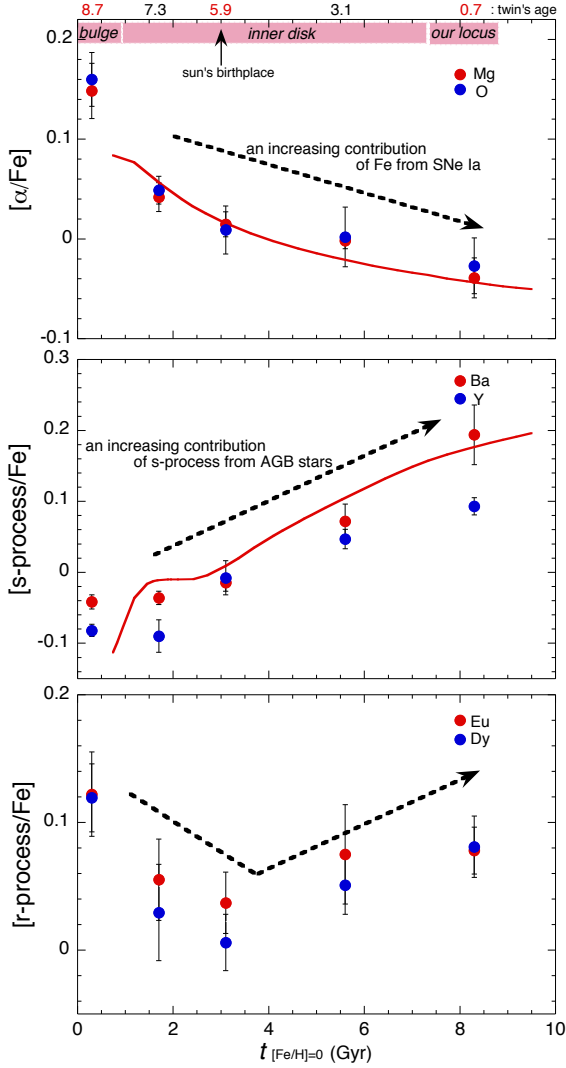 8.7 7.3 5.9 3.1 0.7 : twin's age
bulge inner disk our locus
0.2
sun's birthplace
Mg
O
an increasing contribution
of Fe from SNe Ia
0.1
[α/Fe]
0
-0.1
0.3
Ba
Y
0.2
an increasing contribution
of s-process from AGB stars
0.1
[s-process/Fe]
0
-0.1
0.2
Eu
Dy
0.1
[r-process/Fe]
0
0 2 4 6 8 10
t [Fe/H]=0 (Gyr)